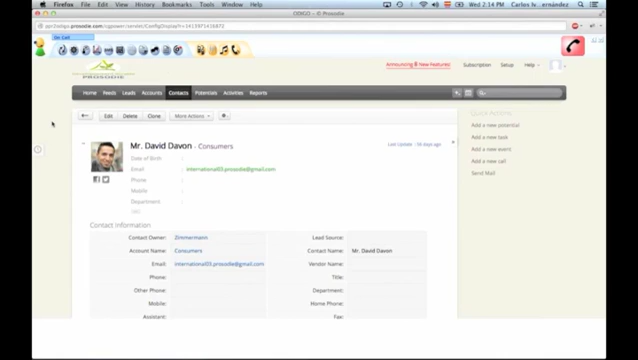 Firefox File Edit View History Bookmarks Tools Window Help
Wed 2:14 PM Carlos Iv...ernández
ODIGO — © Prosodie
On Call
Announcing 8 New Features!
Subscription Setup Help
PROSODIE
Home Feeds Leads Accounts Contacts Potentials Activities Reports
Edit Delete Clone More Actions
Quick Actions
Add a new potential
Add a new task
Add a new event
Add a new call
Send Mail
Mr. David Davon - Consumers
Last Update : 58 days ago
Date of Birth :
Email : international03.prosodie@gmail.com
Phone :
Mobile :
Department :
Contact Information
Contact Owner: Zimmermann Lead Source:
Account Name: Consumers Contact Name: Mr. David Davon
Email: international03.prosodie@gmail.com Vendor Name:
Phone: Title:
Other Phone: Department:
Mobile: Home Phone:
Assistant: Fax: